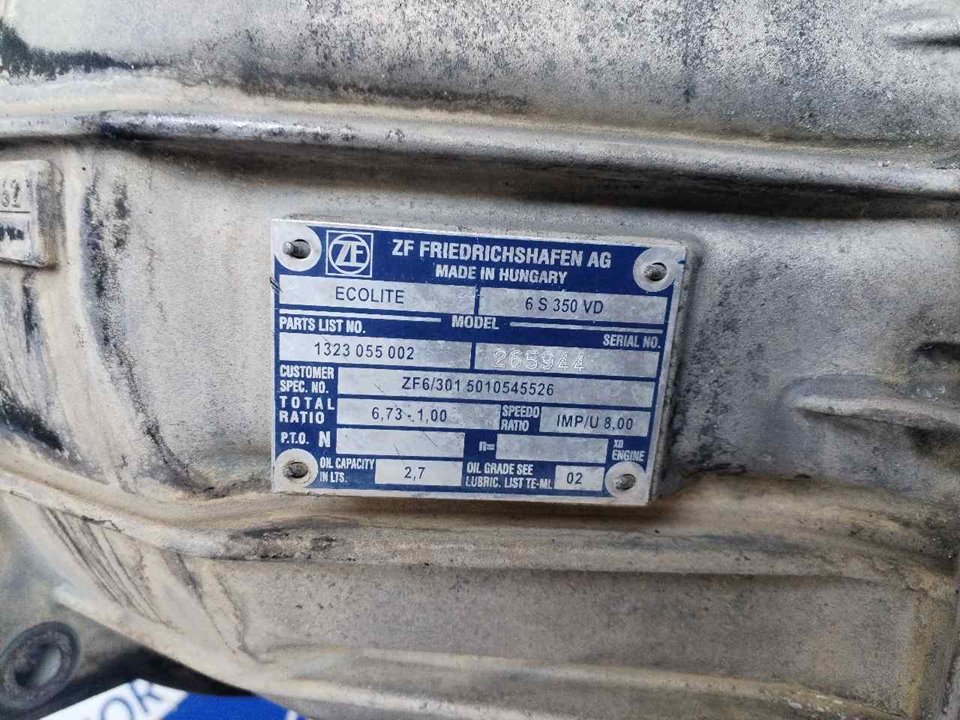 32
ZF
ZF FRIEDRICHSHAFEN AG
MADE IN HUNGARY
ECOLITE 6 S 350 VD
PARTS LIST NO. MODEL SERIAL NO.
1323 055 002 265944
CUSTOMER SPEC. NO. ZF6/301 5010545526
TOTAL RATIO 6,73 - 1,00 SPEEDO RATIO IMP/U 8,00
P.T.O. N n= xn ENGINE
OIL CAPACITY IN LTS. 2,7 OIL GRADE SEE LUBRIC. LIST TE-ML 02